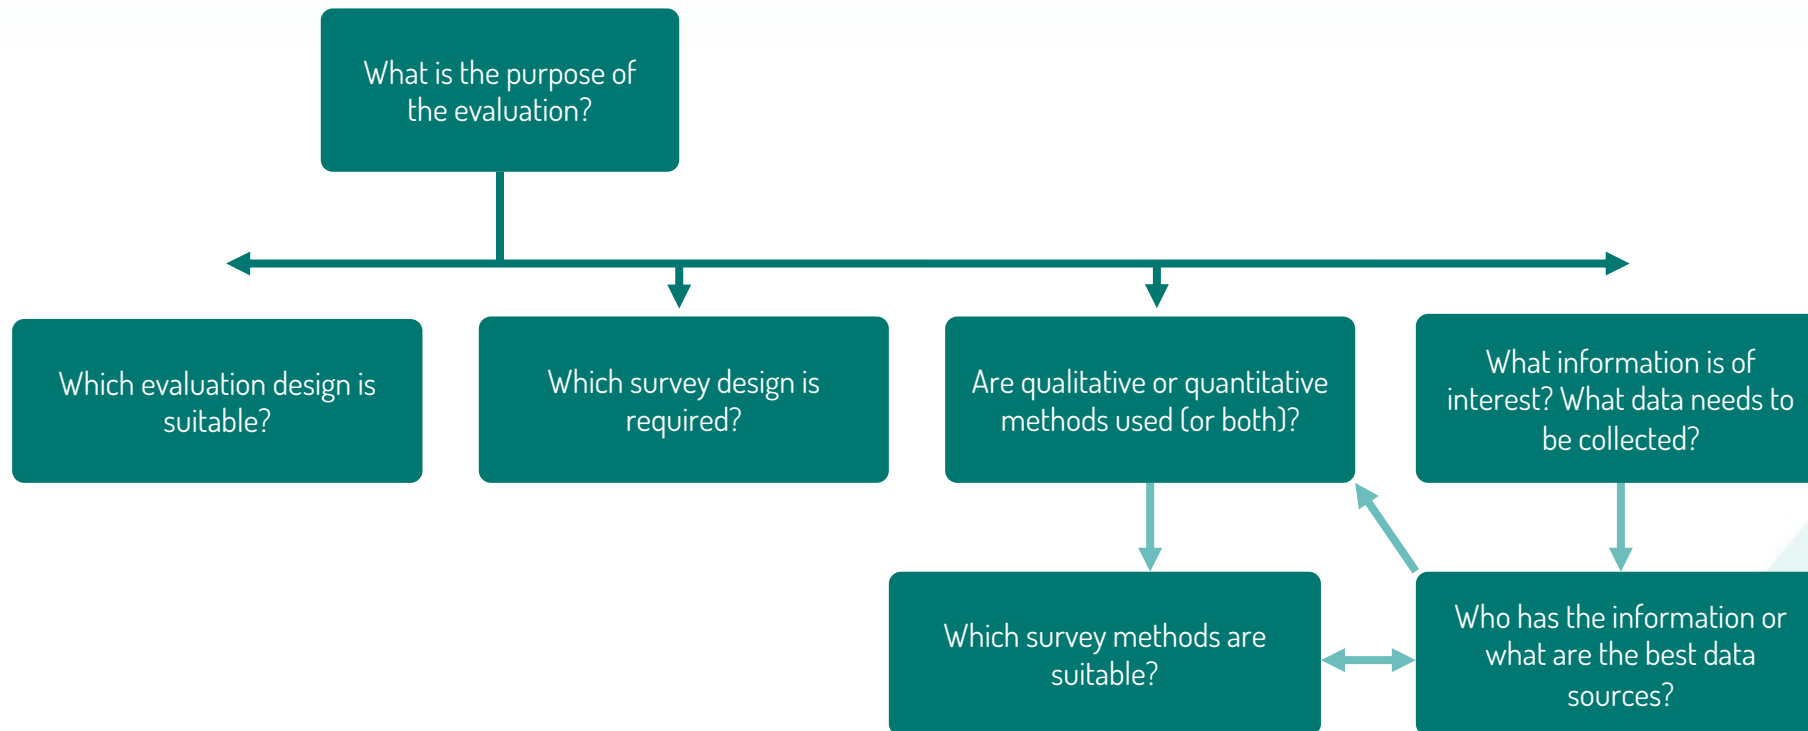 What is the purpose of
the evaluation?
Which evaluation design is
suitable?
Which survey design is
required?
Are qualitative or quantitative
methods used (or both)?
What information is of
interest? What data needs to
be collected?
Which survey methods are
suitable?
Who has the information or
what are the best data
sources?